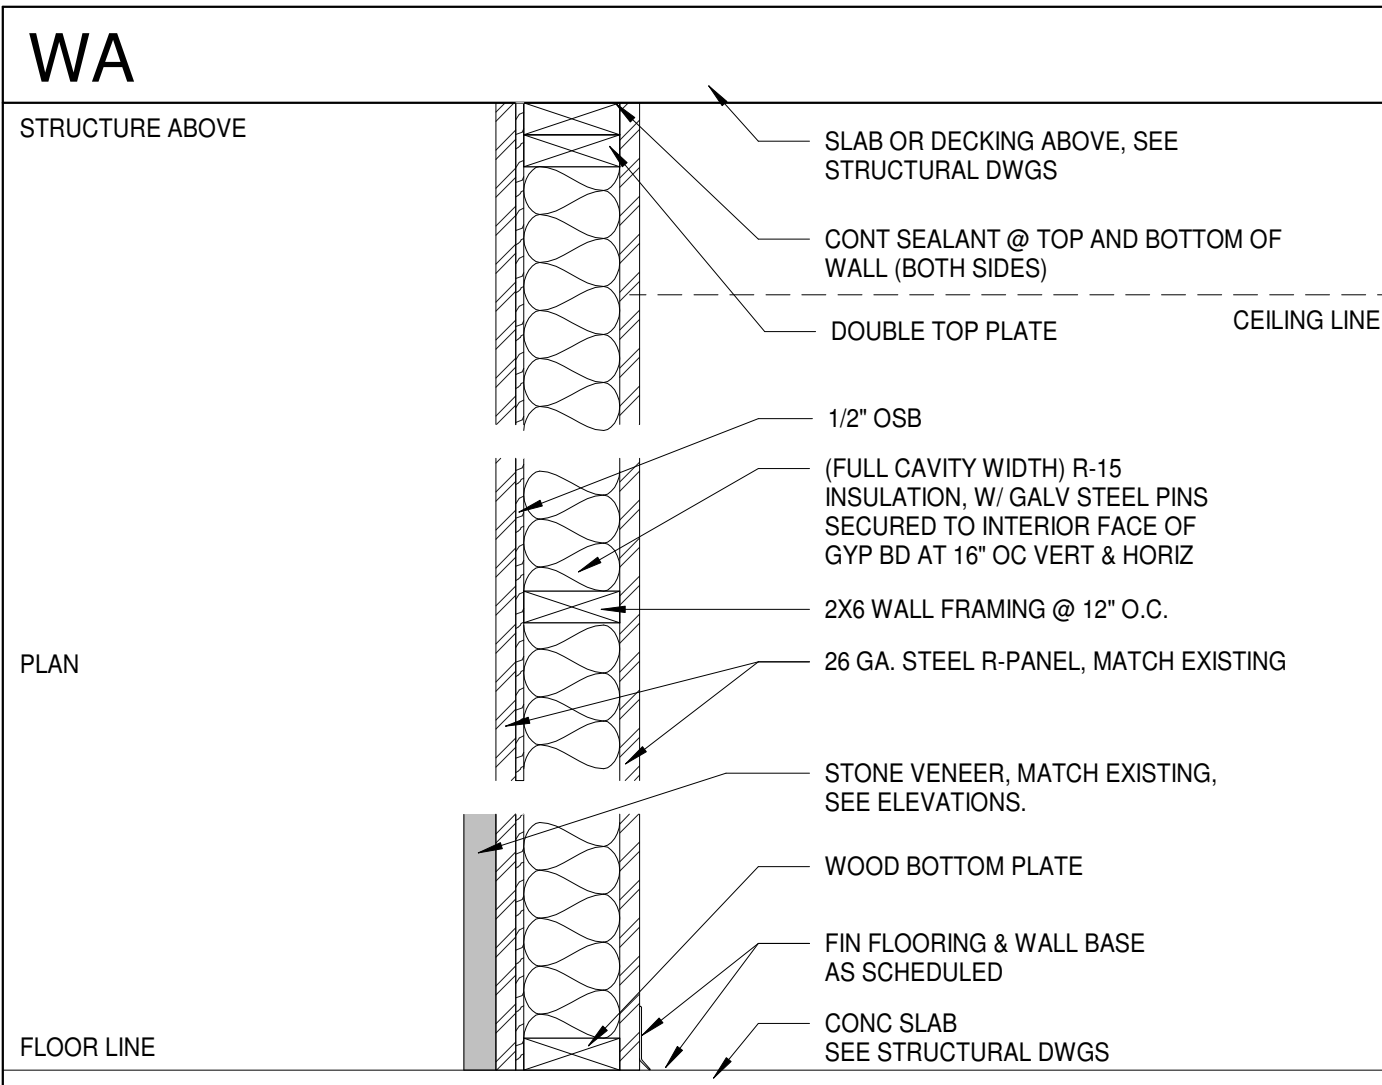 WA
STRUCTURE ABOVE
SLAB OR DECKING ABOVE, SEE
STRUCTURAL DWGS
CONT SEALANT @ TOP AND BOTTOM OF
WALL (BOTH SIDES)
CEILING LINE
DOUBLE TOP PLATE
1/2" OSB
(FULL CAVITY WIDTH) R-15
INSULATION, W/ GALV STEEL PINS
SECURED TO INTERIOR FACE OF
GYP BD AT 16" OC VERT & HORIZ
2X6 WALL FRAMING @ 12" O.C.
PLAN
26 GA. STEEL R-PANEL, MATCH EXISTING
STONE VENEER, MATCH EXISTING,
SEE ELEVATIONS.
WOOD BOTTOM PLATE
FIN FLOORING & WALL BASE
AS SCHEDULED
FLOOR LINE
CONC SLAB
SEE STRUCTURAL DWGS